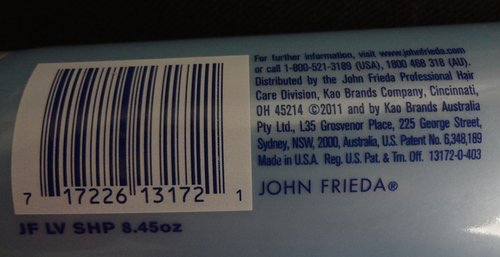 For further information, visit www.johnfrieda.com
or call 1-800-521-3189 (USA), 1800 468 318 (AU).
Distributed by the John Frieda Professional Hair
Care Division, Kao Brands Company, Cincinnati,
OH 45214 ©2011 and by Kao Brands Australia
Pty Ltd., L35 Grosvenor Place, 225 George Street,
Sydney, NSW, 2000, Australia, U.S. Patent No. 6,348,189
Made in U.S.A. Reg. U.S. Pat. & Tm. Off. 13172-0-403
JOHN FRIEDA®
7 17226 13172 1
JF LV SHP 8.45oz